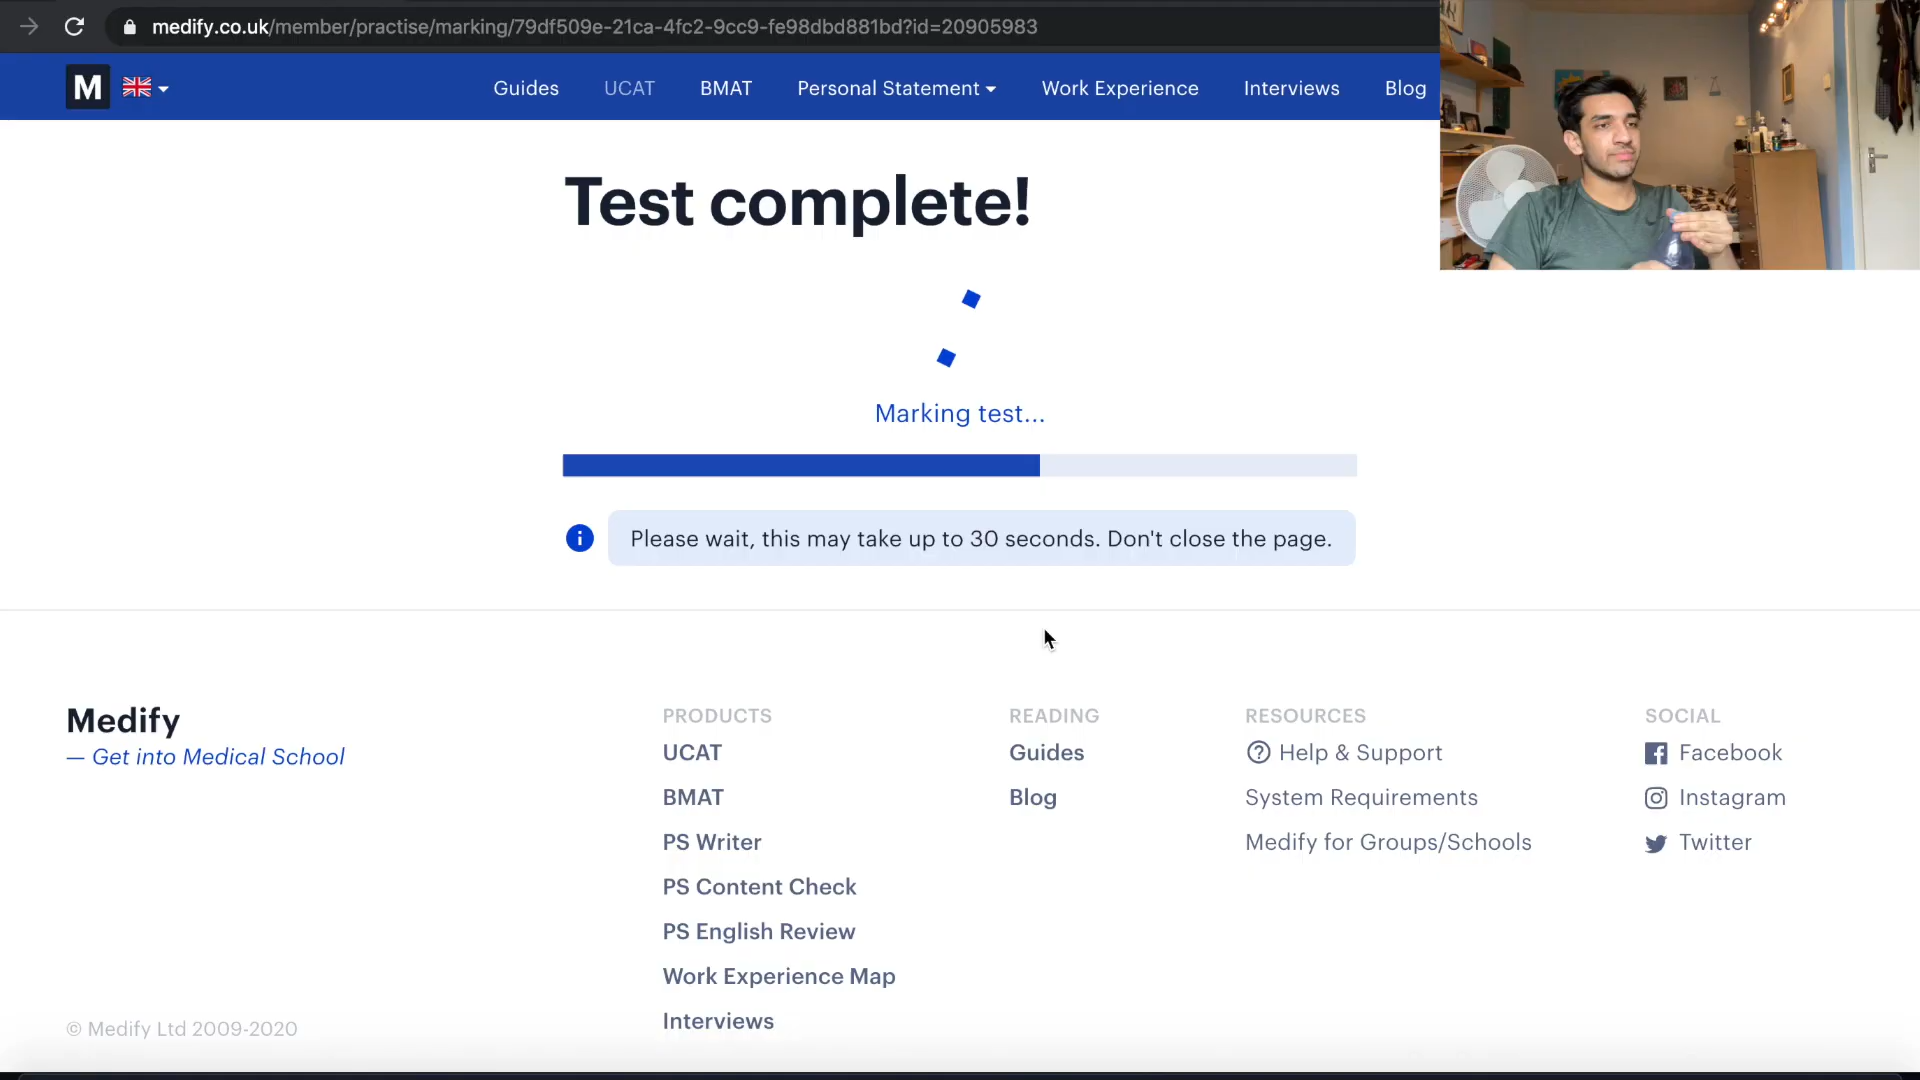 medify.co.uk/member/practise/marking/79df509e-21ca-4fc2-9cc9-fe98dbd881bd?id=20905983
M Guides UCAT BMAT Personal Statement Work Experience Interviews Blog
Test complete!
Marking test...
Please wait, this may take up to 30 seconds. Don't close the page.
Medify
— Get into Medical School
© Medify Ltd 2009-2020
PRODUCTS
UCAT
BMAT
PS Writer
PS Content Check
PS English Review
Work Experience Map
Interviews
READING
Guides
Blog
RESOURCES
Help & Support
System Requirements
Medify for Groups/Schools
SOCIAL
Facebook
Instagram
Twitter